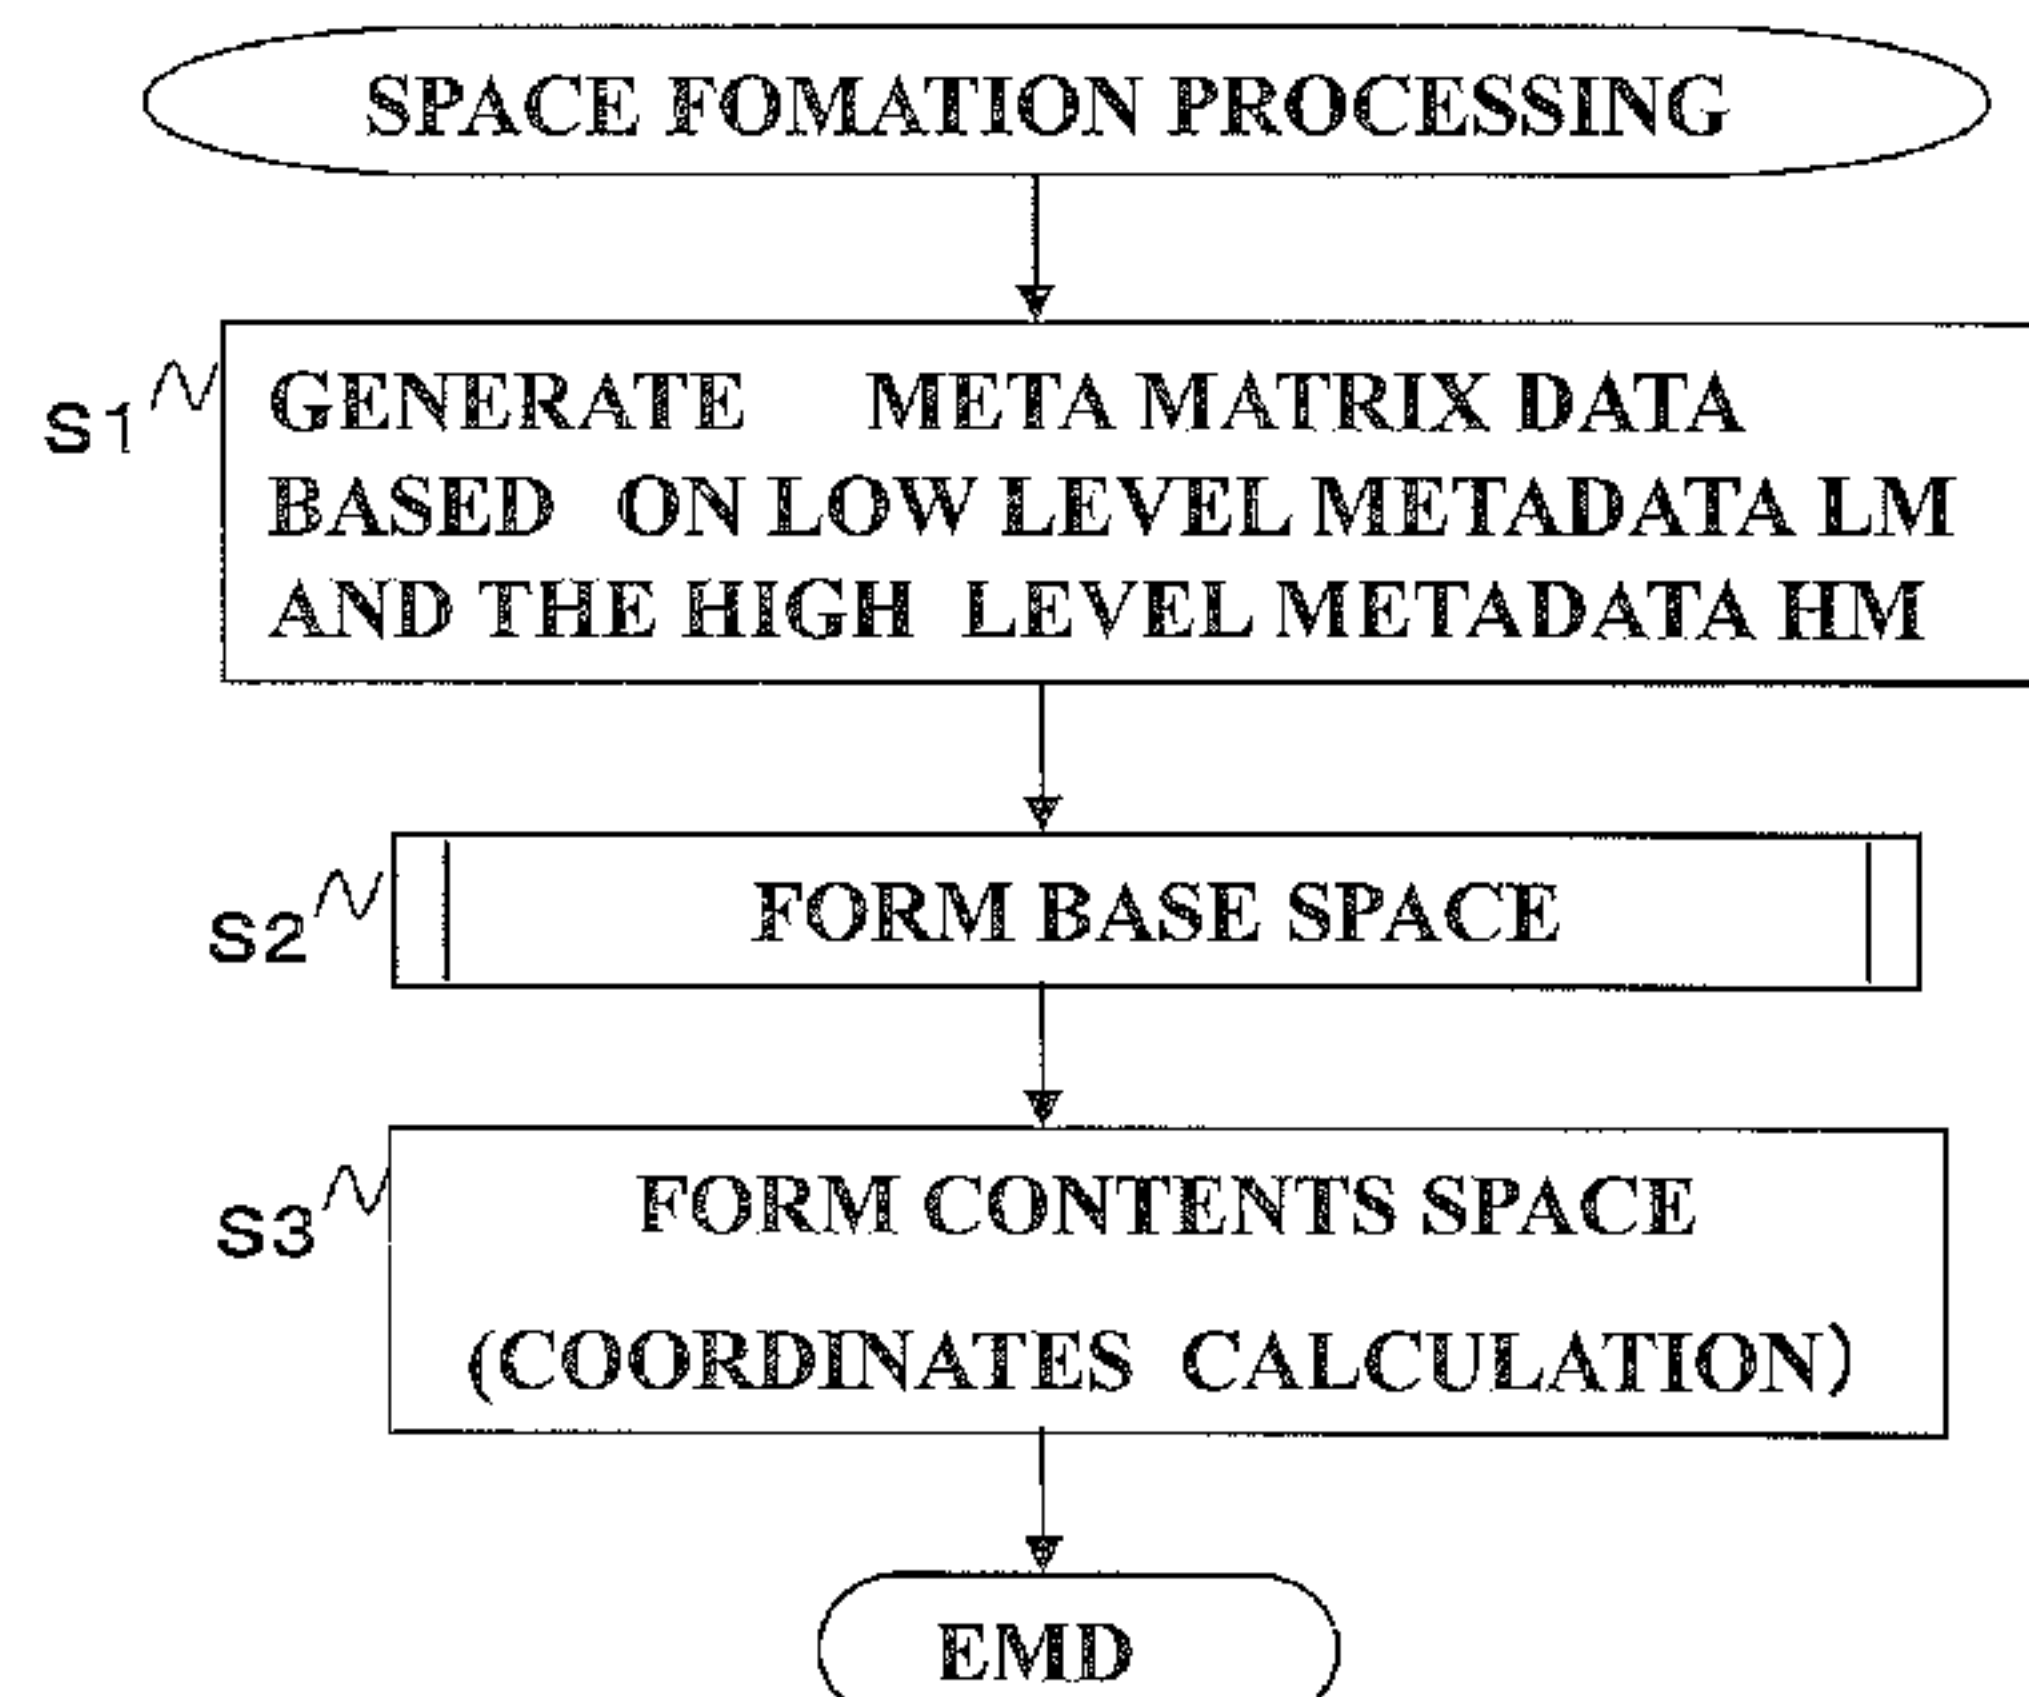 SPACE FOMATION PROCESSING
S1
GENERATE META MATRIX DATA
BASED ON LOW LEVEL METADATA LM
AND THE HIGH LEVEL METADATA HM
S2
FORM BASE SPACE
S3
FORM CONTENTS SPACE
(COORDINATES CALCULATION)
EMD